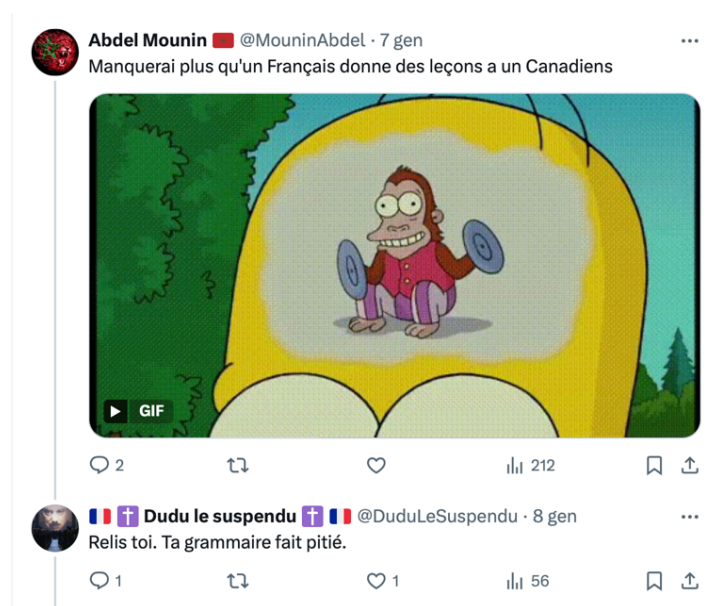 Abdel Mounin 🇲🇦 @MouninAbdel · 7 gen
Manquerai plus qu'un Français donne des leçons a un Canadiens
GIF
2 212
🇫🇷 ✝️ Dudu le suspendu ✝️ 🇫🇷 @DuduLeSuspendu · 8 gen
Relis toi. Ta grammaire fait pitié.
1 1 56